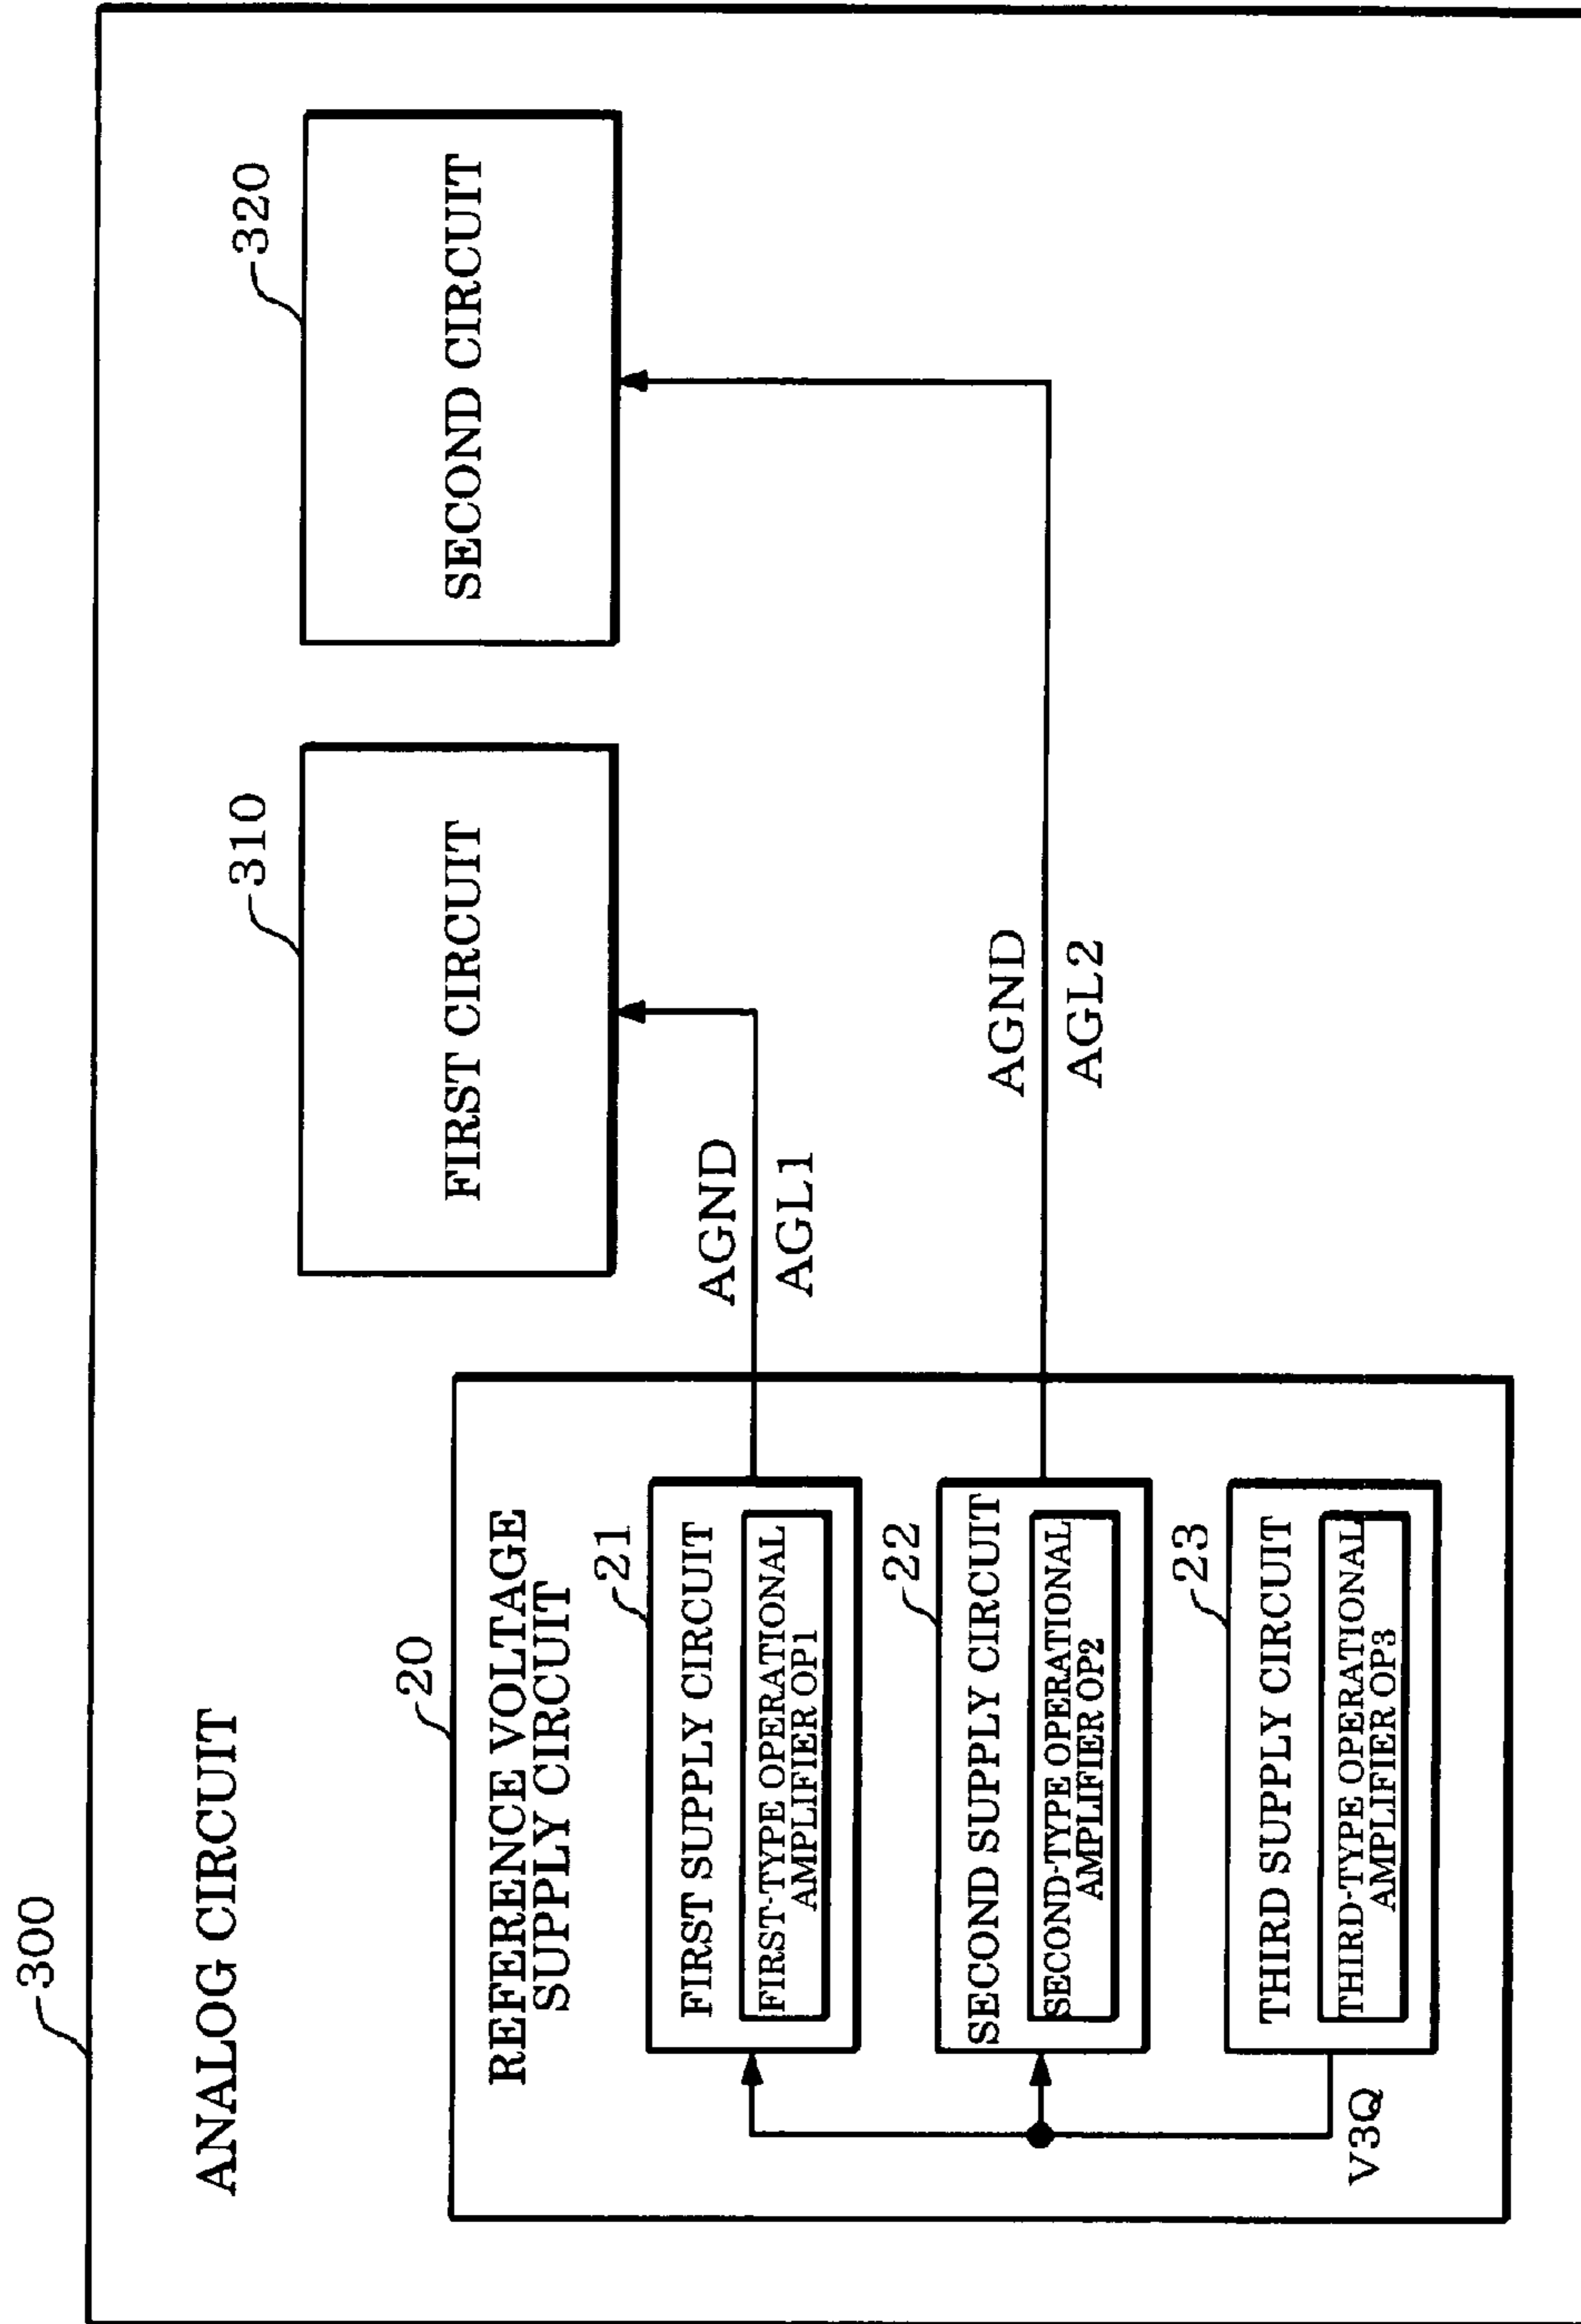 300
ANALOG CIRCUIT
20
REFERENCE VOLTAGE
SUPPLY CIRCUIT
21
FIRST SUPPLY CIRCUIT
FIRST-TYPE OPERATIONAL
AMPLIFIER OP1
22
SECOND SUPPLY CIRCUIT
SECOND-TYPE OPERATIONAL
AMPLIFIER OP2
23
THIRD SUPPLY CIRCUIT
THIRD-TYPE OPERATIONAL
AMPLIFIER OP3
V3Q
AGND
AGL1
AGND
AGL2
310
FIRST CIRCUIT
320
SECOND CIRCUIT